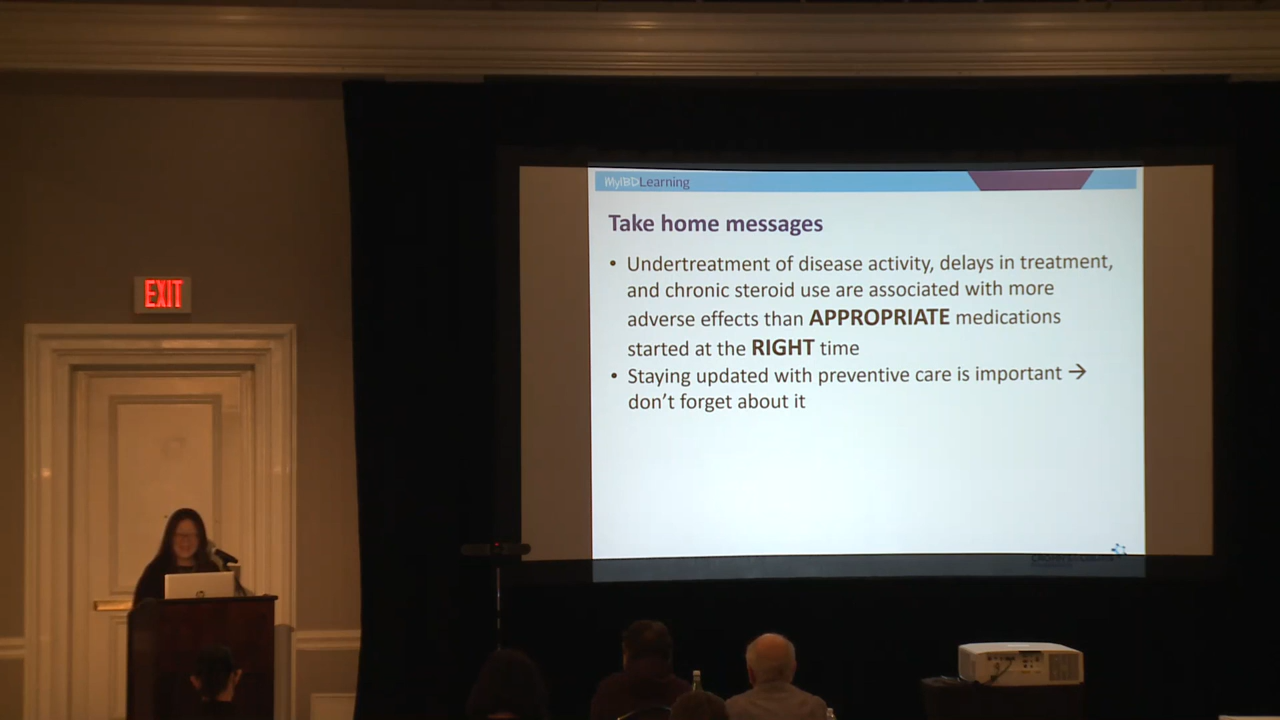 MyIBDLearning
Take home messages
• Undertreatment of disease activity, delays in treatment,
and chronic steroid use are associated with more
adverse effects than APPROPRIATE medications
started at the RIGHT time
• Staying updated with preventive care is important →
don't forget about it
EXIT